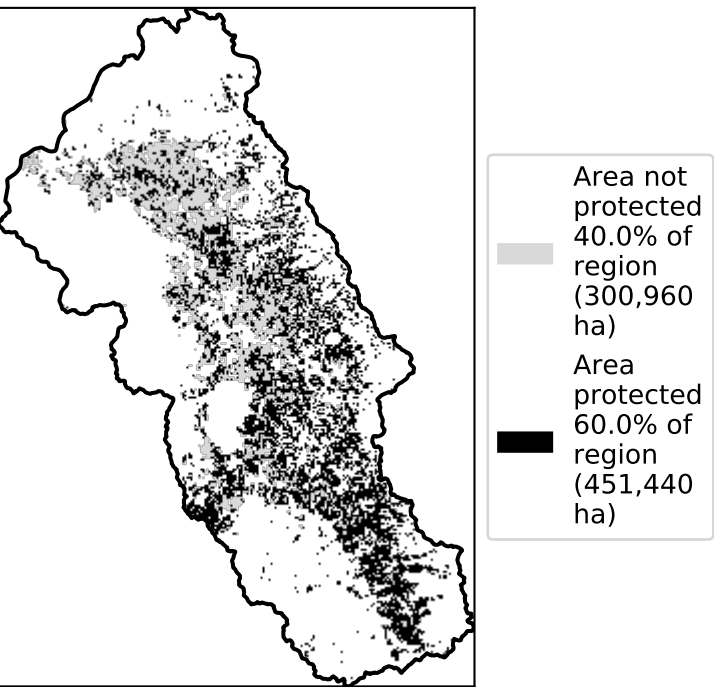 Area not
protected
40.0% of
region
(300,960
ha)
Area
protected
60.0% of
region
(451,440
ha)